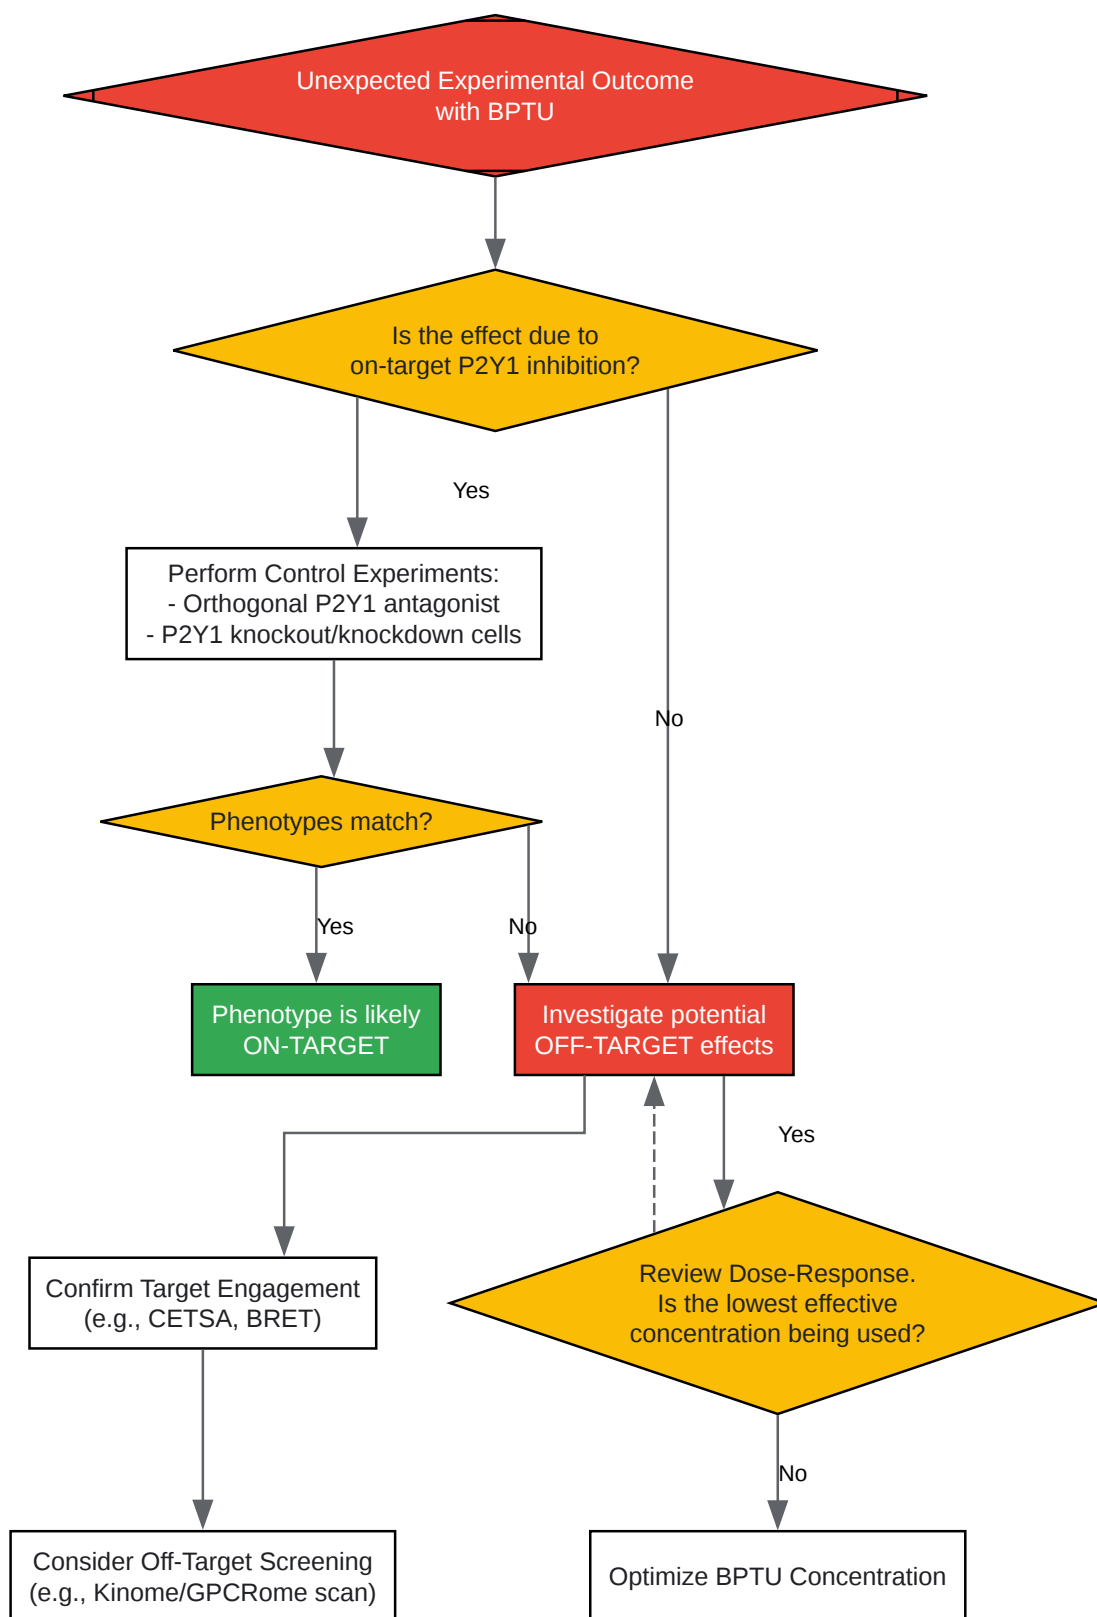 Unexpected Experimental Outcome
with BPTU
Is the effect due to
on-target P2Y1 inhibition?
Yes
Perform Control Experiments:
- Orthogonal P2Y1 antagonist
- P2Y1 knockout/knockdown cells
No
Phenotypes match?
Yes
No
Phenotype is likely
ON-TARGET
Investigate potential
OFF-TARGET effects
Yes
Confirm Target Engagement
(e.g., CETSA, BRET)
Review Dose-Response.
Is the lowest effective
concentration being used?
No
Consider Off-Target Screening
(e.g., Kinome/GPCRome scan)
Optimize BPTU Concentration